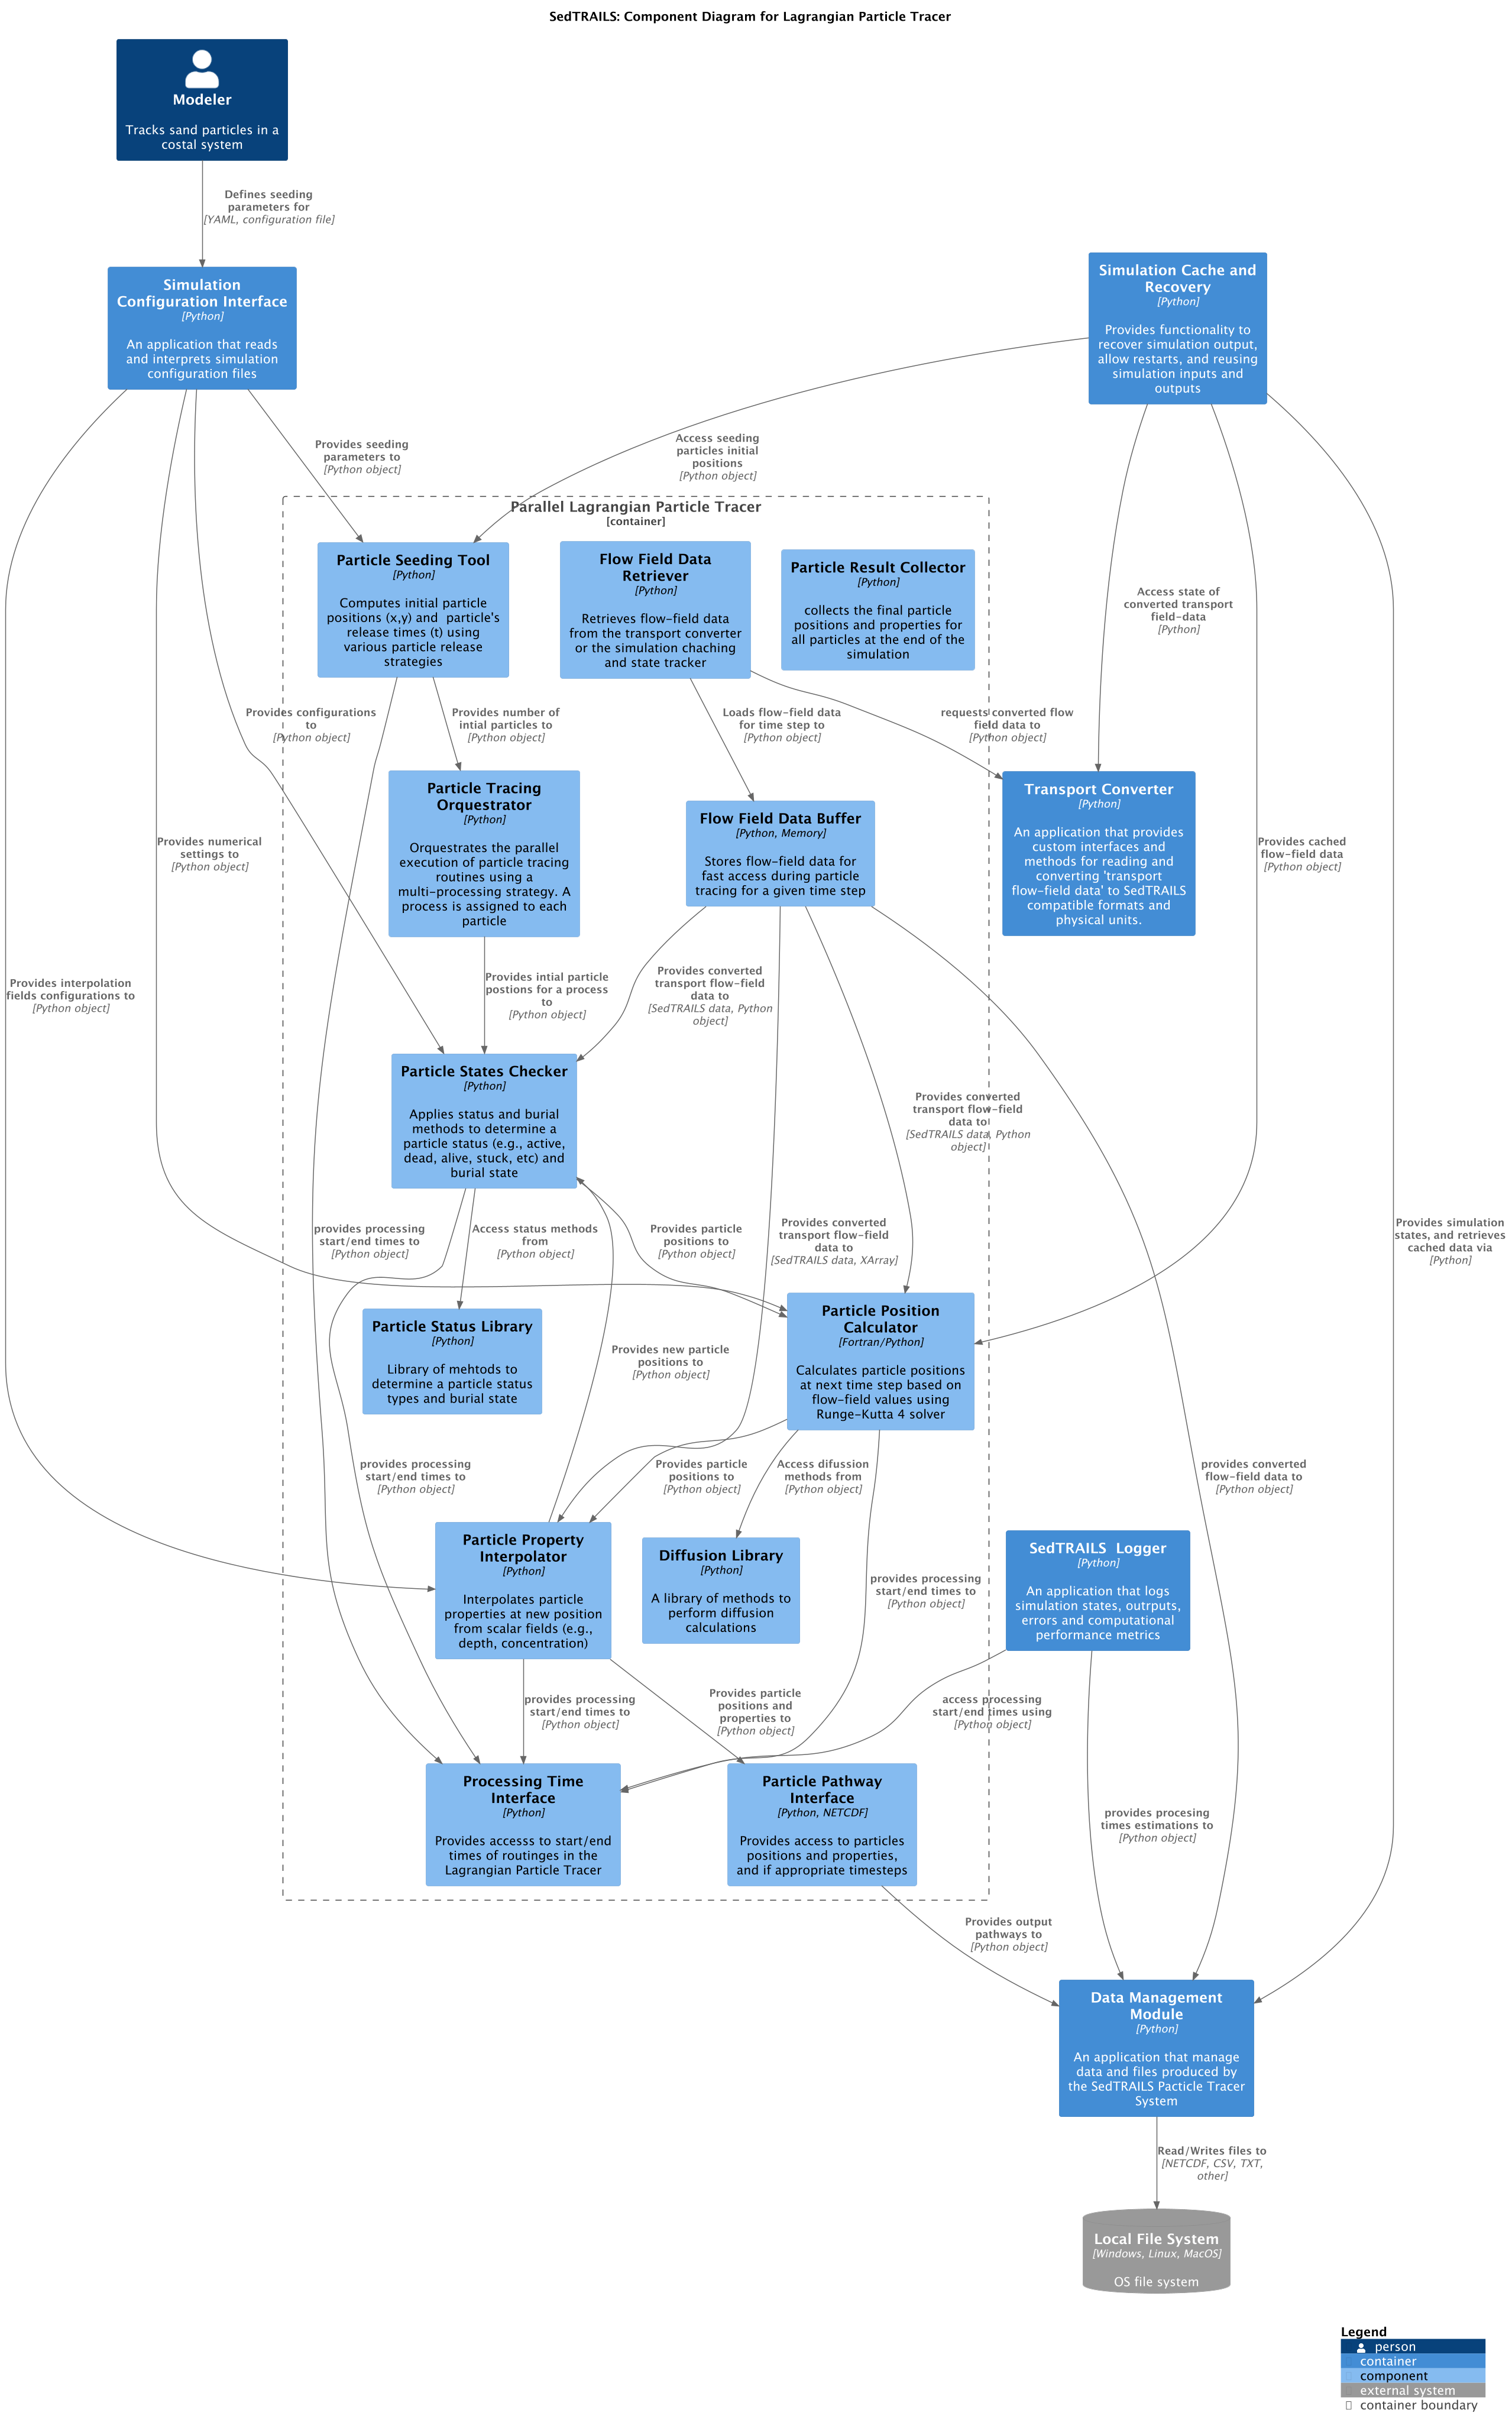 SedTRAILS: Component Diagram for Lagrangian Particle Tracer
Modeler
Tracks sand particles in a
costal system
Defines seeding
parameters for
[YAML, configuration file]
Simulation
Configuration Interface
[Python]
An application that reads
and interprets simulation
configuration files
Simulation Cache and
Recovery
[Python]
Provides functionality to
recover simulation output,
allow restarts, and reusing
simulation inputs and
outputs
Provides seeding
parameters to
[Python object]
Access seeding
particles initial
positions
[Python object]
Parallel Lagrangian Particle Tracer
[container]
Particle Seeding Tool
[Python]
Computes initial particle
positions (x,y) and  particle's
release times (t) using
various particle release
strategies
Flow Field Data
Retriever
[Python]
Retrieves flow-field data
from the transport converter
or the simulation chaching
and state tracker
Particle Result Collector
[Python]
collects the final particle
positions and properties for
all particles at the end of the
simulation
Access state of
converted transport
field-data
[Python]
Provides configurations
to
[Python object]
Provides number of
intial particles to
[Python object]
Loads flow-field data
for time step to
[Python object]
requests converted flow
field data to
[Python object]
Particle Tracing
Orquestrator
[Python]
Orquestrates the parallel
execution of particle tracing
routines using a
multi-processing strategy. A
process is assigned to each
particle
Flow Field Data Buffer
[Python, Memory]
Stores flow-field data for
fast access during particle
tracing for a given time step
Transport Converter
[Python]
An application that provides
custom interfaces and
methods for reading and
converting 'transport
flow-field data' to SedTRAILS
compatible formats and
physical units.
Provides numerical
settings to
[Python object]
Provides cached
flow-field data
[Python object]
Provides interpolation
fields configurations to
[Python object]
Provides intial particle
postions for a process
to
[Python object]
Provides converted
transport flow-field
data to
[SedTRAILS data, Python
object]
Particle States Checker
[Python]
Applies status and burial
methods to determine a
particle status (e.g., active,
dead, alive, stuck, etc) and
burial state
Provides converted
transport flow-field
data to
[SedTRAILS data, Python
object]
provides processing
start/end times to
[Python object]
Access status methods
from
[Python object]
Provides particle
positions to
[Python object]
Provides converted
transport flow-field
data to
[SedTRAILS data, XArray]
Provides simulation
states, and retrieves
cached data via
[Python]
Particle Status Library
[Python]
Library of mehtods to
determine a particle status
types and burial state
Provides new particle
positions to
[Python object]
Particle Position
Calculator
[Fortran/Python]
Calculates particle positions
at next time step based on
flow-field values using
Runge-Kutta 4 solver
provides processing
start/end times to
[Python object]
Provides particle
positions to
[Python object]
Access difussion
methods from
[Python object]
provides converted
flow-field data to
[Python object]
Particle Property
Interpolator
[Python]
Interpolates particle
properties at new position
from scalar fields (e.g.,
depth, concentration)
Diffusion Library
[Python]
A library of methods to
perform diffusion
calculations
provides processing
start/end times to
[Python object]
SedTRAILS  Logger
[Python]
An application that logs
simulation states, outrputs,
errors and computational
performance metrics
provides processing
start/end times to
[Python object]
Provides particle
positions and
properties to
[Python object]
access processing
start/end times using
[Python object]
Processing Time
Interface
[Python]
Provides accesss to start/end
times of routinges in the
Lagrangian Particle Tracer
Particle Pathway
Interface
[Python, NETCDF]
Provides access to particles
positions and properties,
and if appropriate timesteps
provides procesing
times estimations to
[Python object]
Provides output
pathways to
[Python object]
Data Management
Module
[Python]
An application that manage
data and files produced by
the SedTRAILS Pacticle Tracer
System
Read/Writes files to
[NETCDF, CSV, TXT,
other]
Local File System
[Windows, Linux, MacOS]
OS file system
Legend
person
container
component
external system
container boundary